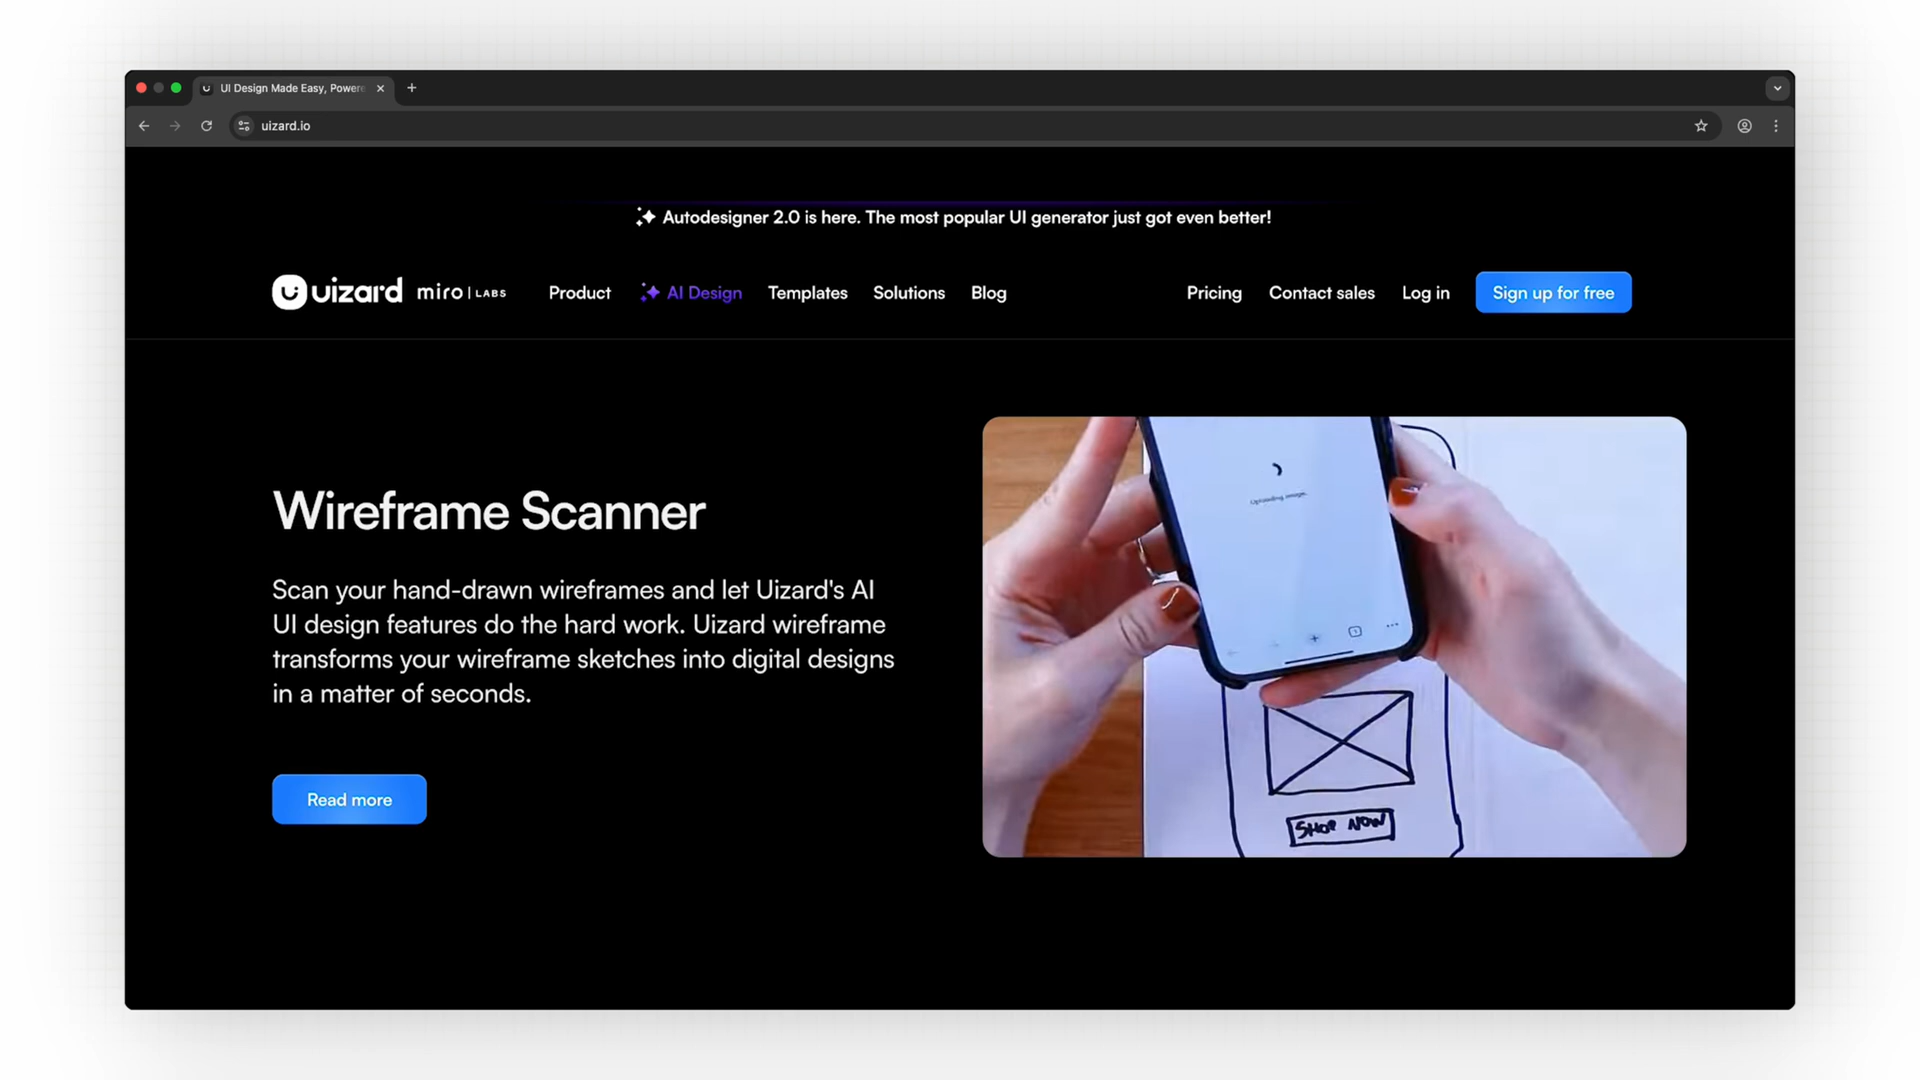 UI Design Made Easy, Powere
uizard.io
Autodesigner 2.0 is here. The most popular UI generator just got even better!
uizard miro | LABS Product AI Design Templates Solutions Blog Pricing Contact sales Log in Sign up for free
Wireframe Scanner
Scan your hand-drawn wireframes and let Uizard's AI
UI design features do the hard work. Uizard wireframe
transforms your wireframe sketches into digital designs
in a matter of seconds.
Read more
Uploading image.
SHOP NOW